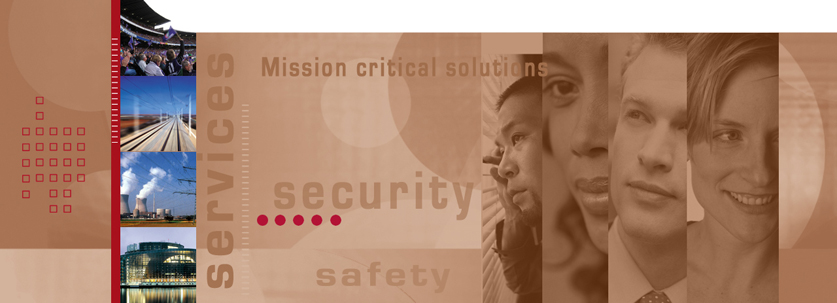 services
Mission critical solutions
security
safety